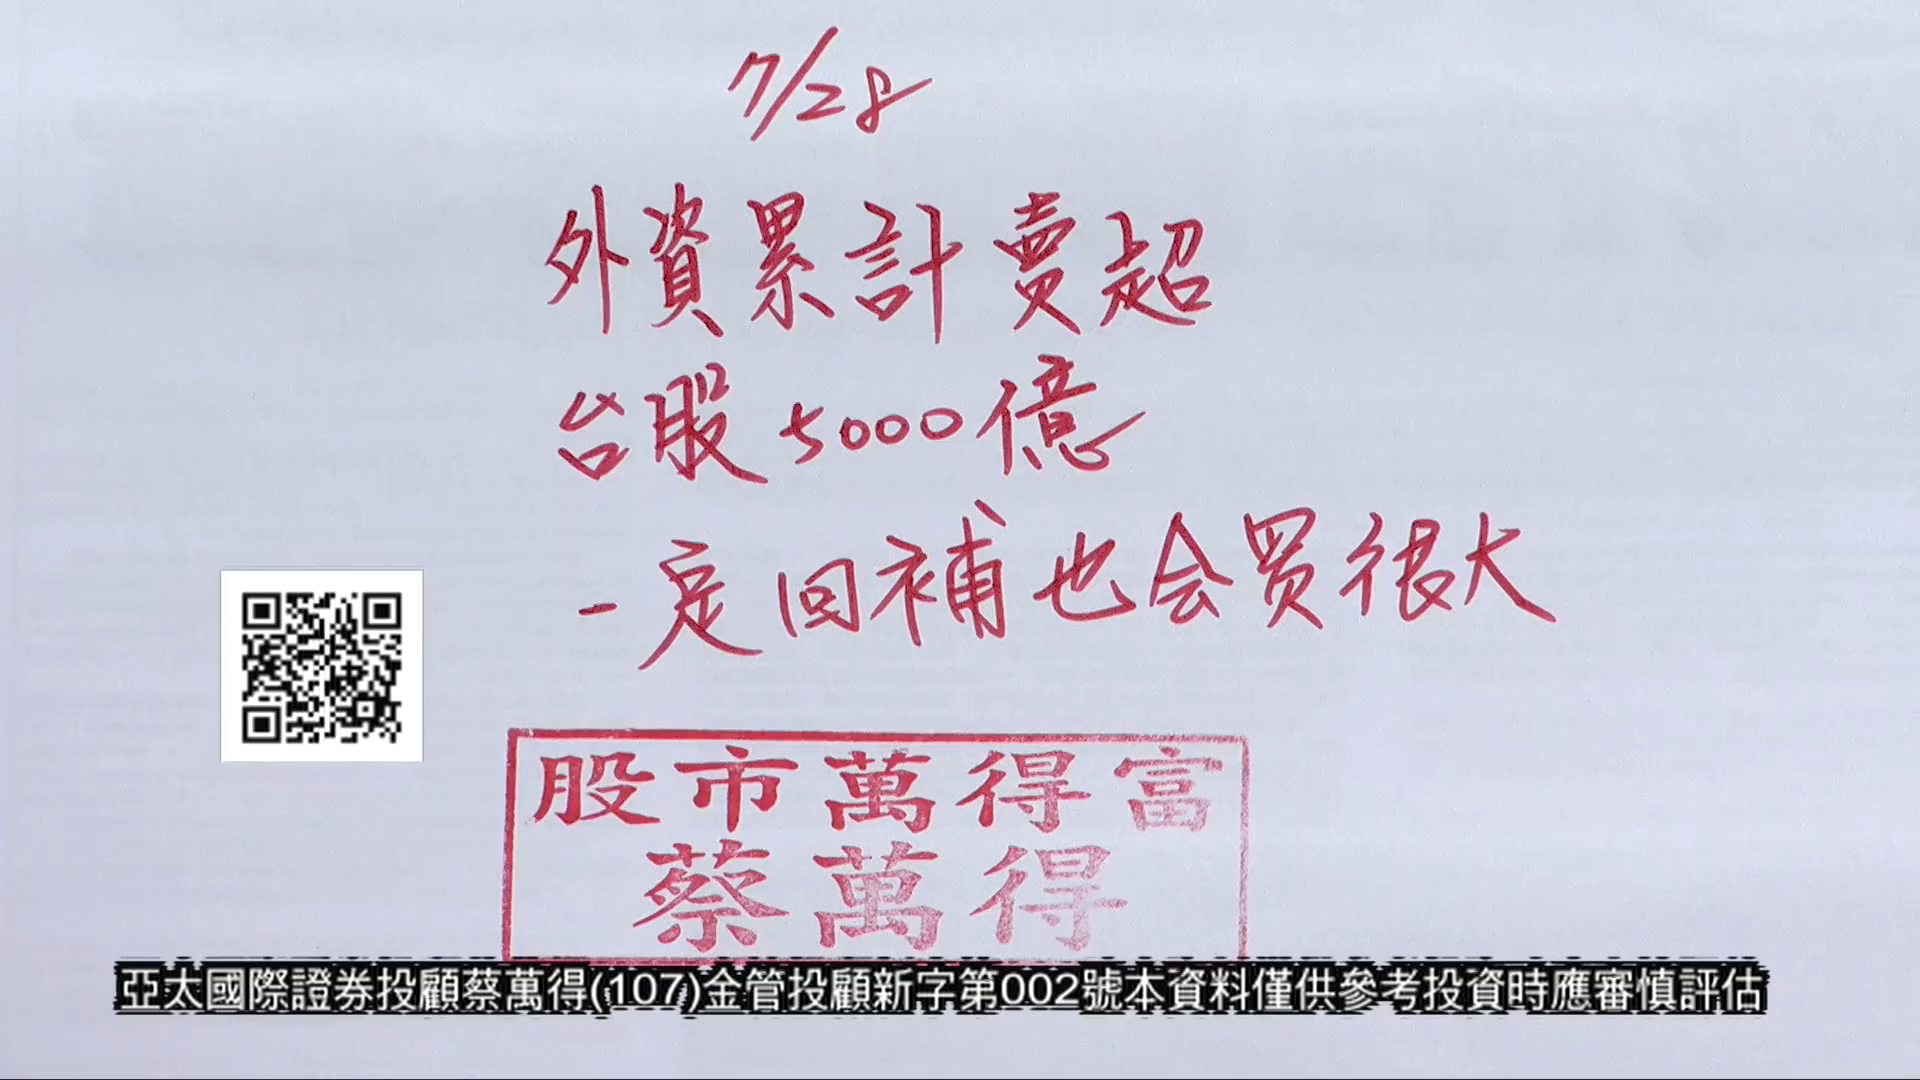 7/28
外資累計賣超
台股5000億
一定回補也会买很大
股市萬得富
蔡萬得
亞太國際證券投顧蔡萬得(107)金管投顧新字第002號本資料僅供參考投資時應審慎評估